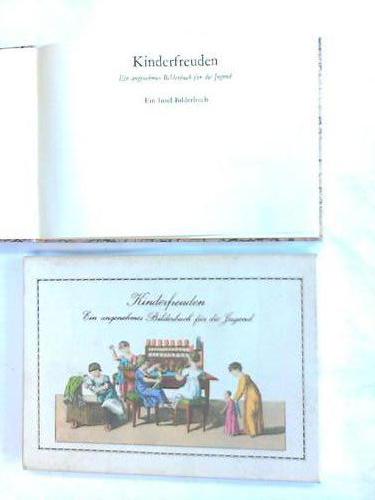 Kinderfreuden
Ein angenehmes Bilderbuch für die Jugend
Ein Insel-Bilderbuch
Kinderfreuden
Ein angenehmes Bilderbuch für die Jugend